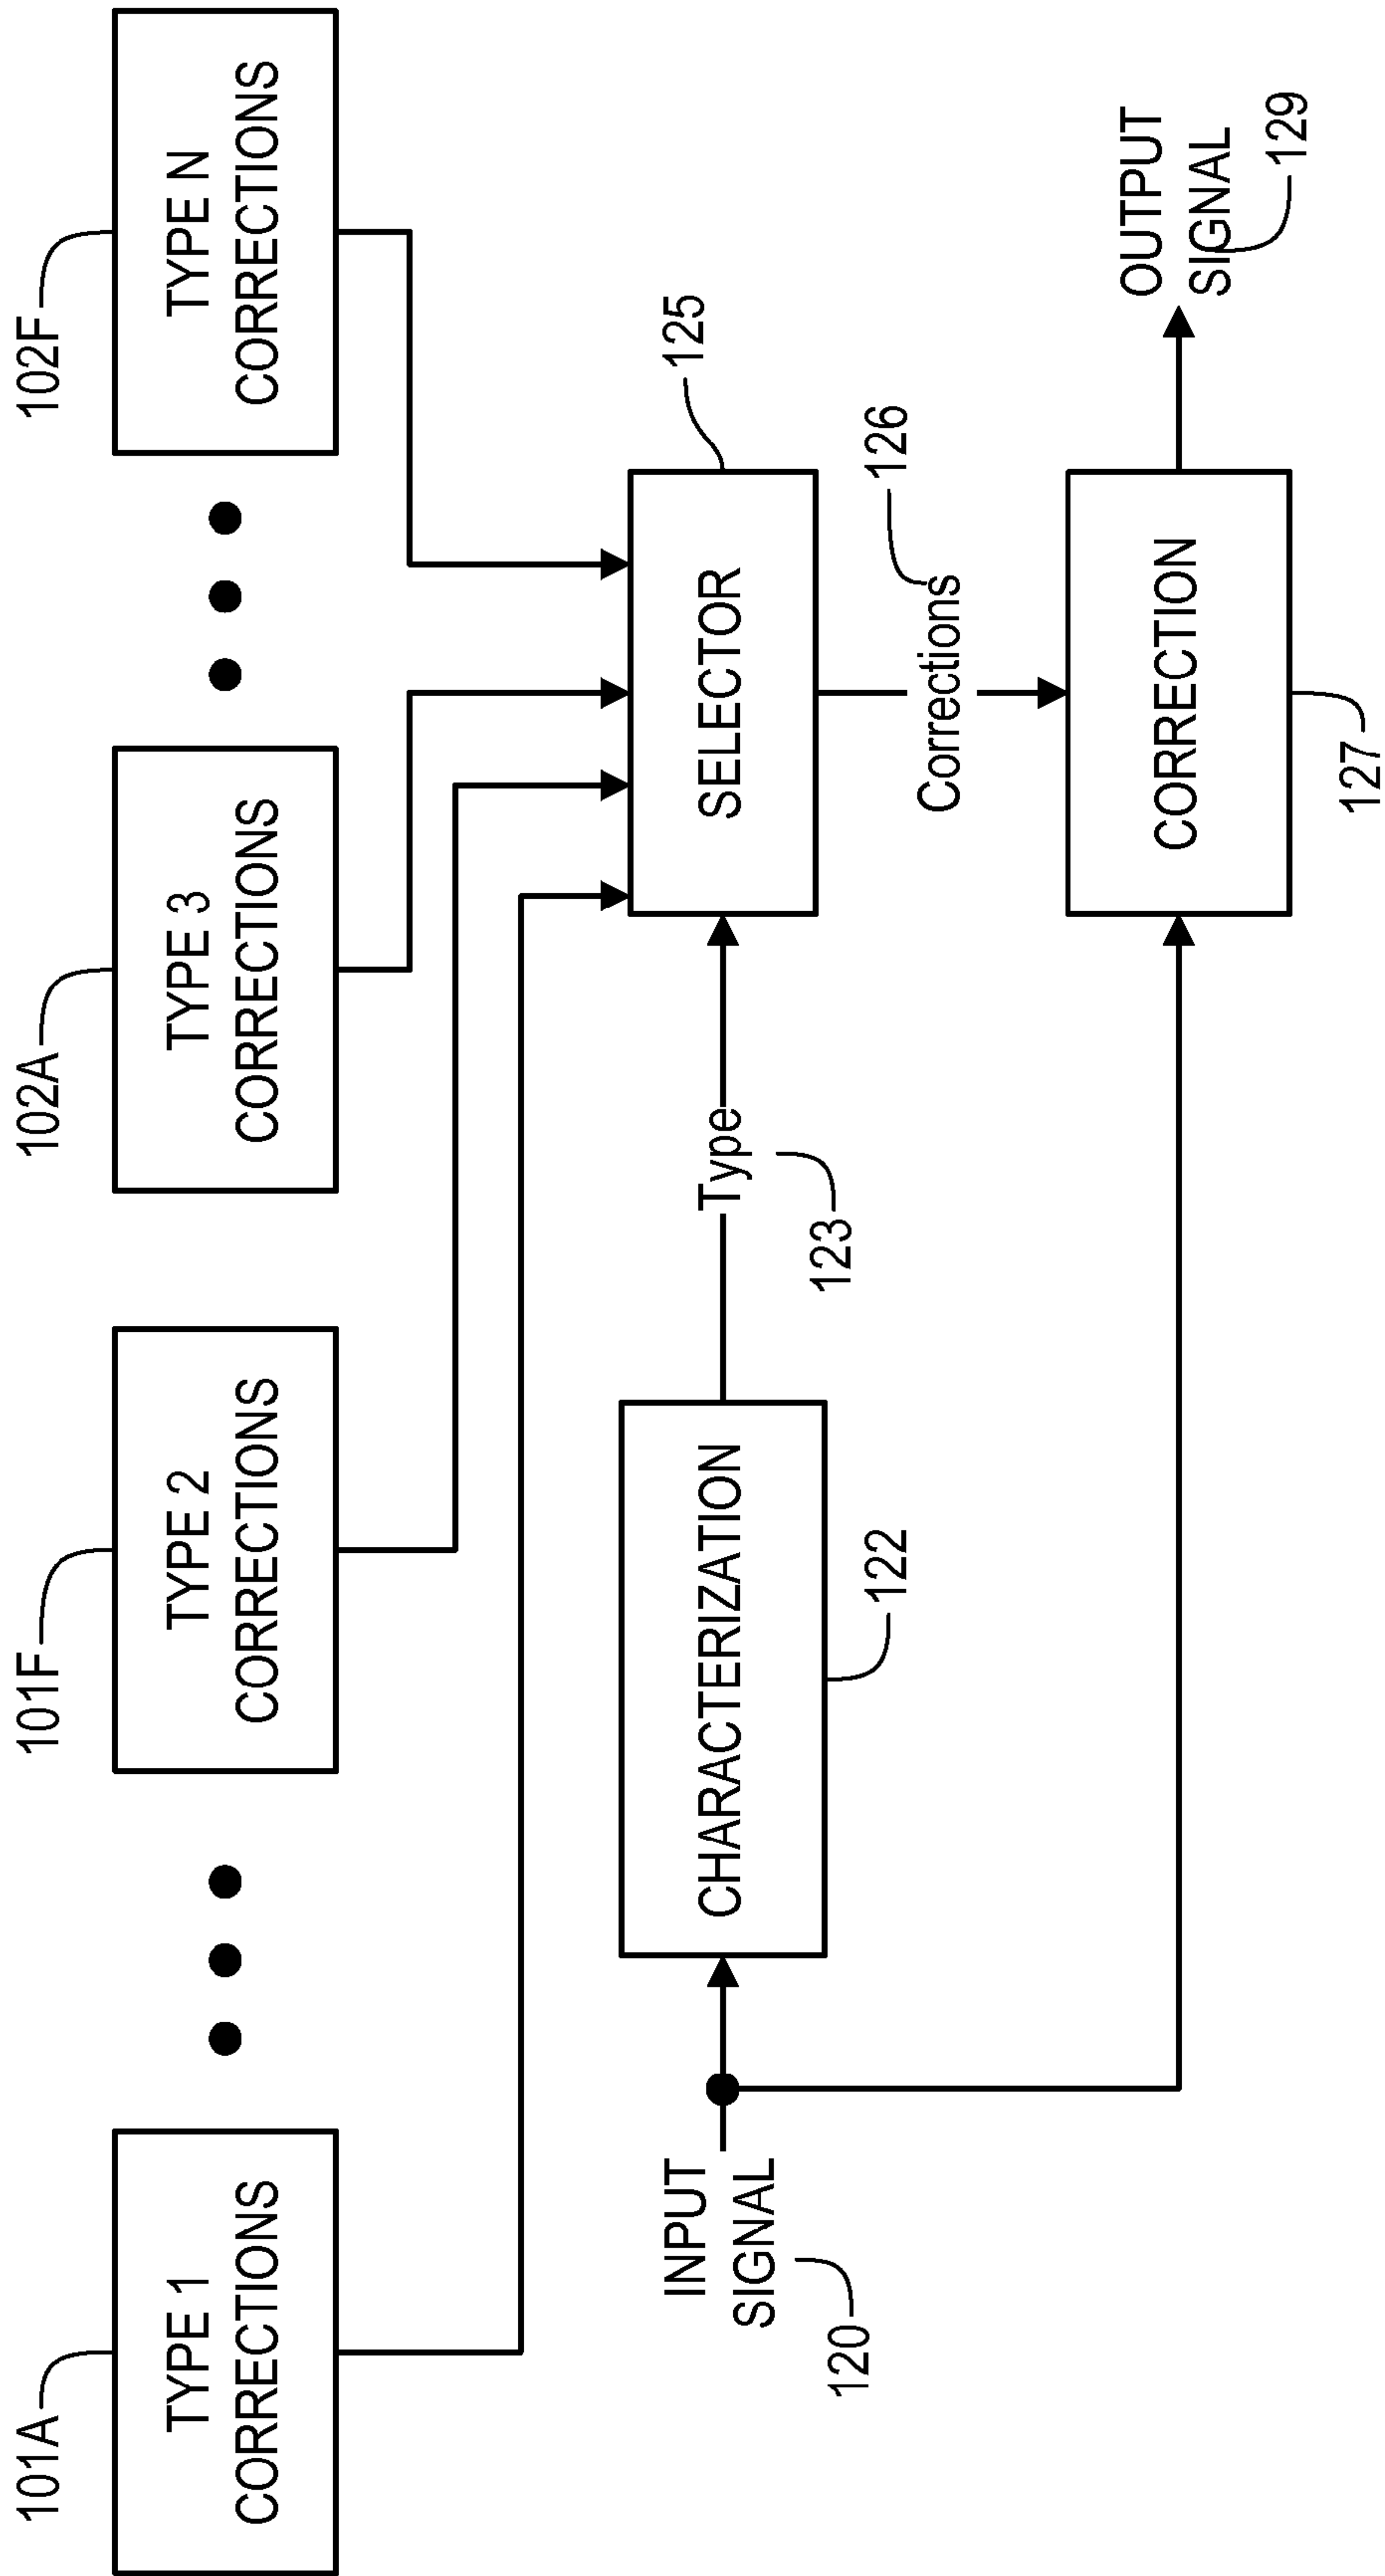 101A
101F
102A
102F
TYPE 1
CORRECTIONS
TYPE 2
CORRECTIONS
TYPE 3
CORRECTIONS
TYPE N
CORRECTIONS
INPUT
SIGNAL
120
CHARACTERIZATION
122
Type
123
SELECTOR
125
Corrections
126
CORRECTION
127
OUTPUT
SIGNAL
129